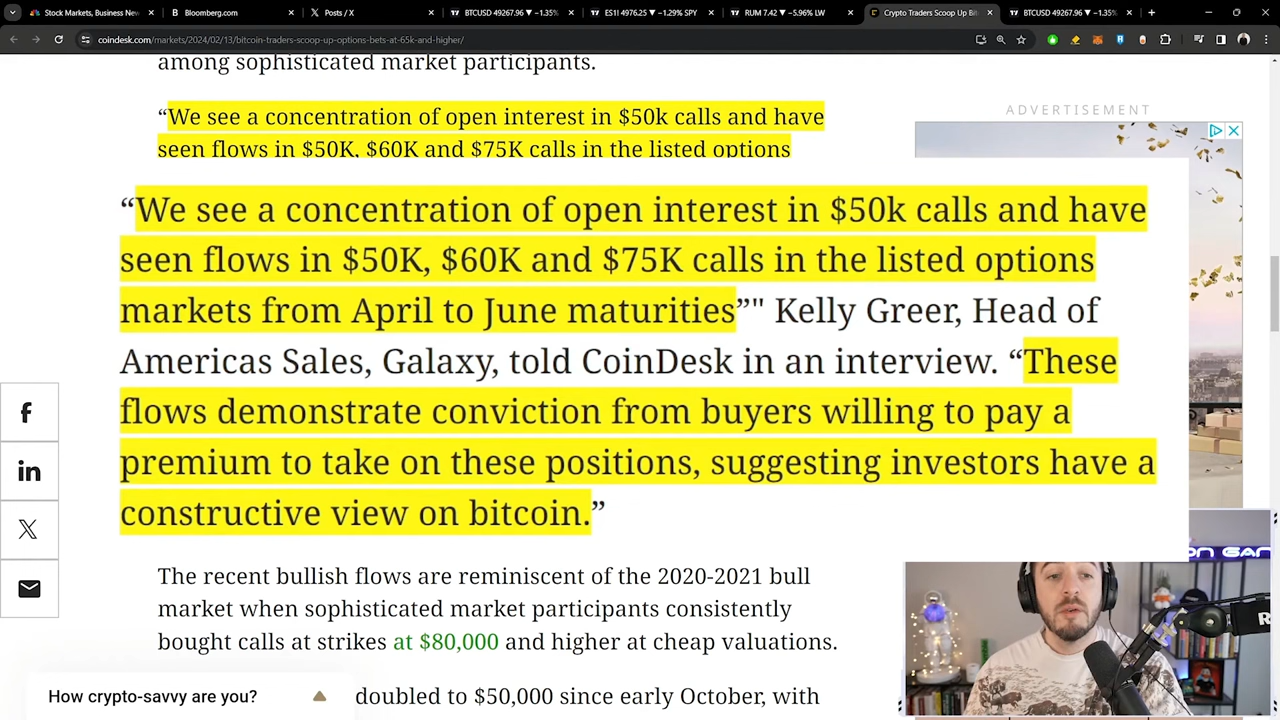 Stock Markets, Business Nev
Bloomberg.com
Posts / X
BTCUSD 49267.96 ▼ −1.35%
ES1! 4976.25 ▼ −1.29% SPY
RUM 7.42 ▼ −5.96% LW
Crypto Traders Scoop Up Bi
BTCUSD 49267.96 ▼ −1.35%
coindesk.com/markets/2024/02/13/bitcoin-traders-scoop-up-options-bets-at-65k-and-higher/
among sophisticated market participants.
ADVERTISEMENT
“We see a concentration of open interest in $50k calls and have
seen flows in $50K, $60K and $75K calls in the listed options
“We see a concentration of open interest in $50k calls and have
seen flows in $50K, $60K and $75K calls in the listed options
markets from April to June maturities”" Kelly Greer, Head of
Americas Sales, Galaxy, told CoinDesk in an interview. “These
flows demonstrate conviction from buyers willing to pay a
premium to take on these positions, suggesting investors have a
constructive view on bitcoin.”
The recent bullish flows are reminiscent of the 2020-2021 bull
market when sophisticated market participants consistently
bought calls at strikes at $80,000 and higher at cheap valuations.
How crypto-savvy are you?
doubled to $50,000 since early October, with